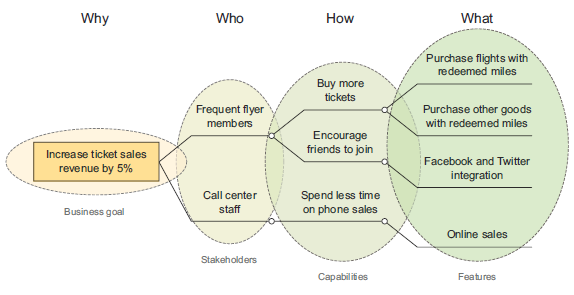 Why
Who
How
What
Increase ticket sales
revenue by 5%
Business goal
Frequent flyer
members
Call center
staff
Stakeholders
Buy more
tickets
Encourage
friends to join
Spend less time
on phone sales
Capabilities
Purchase flights with
redeemed miles
Purchase other goods
with redeemed miles
Facebook and Twitter
integration
Online sales
Features